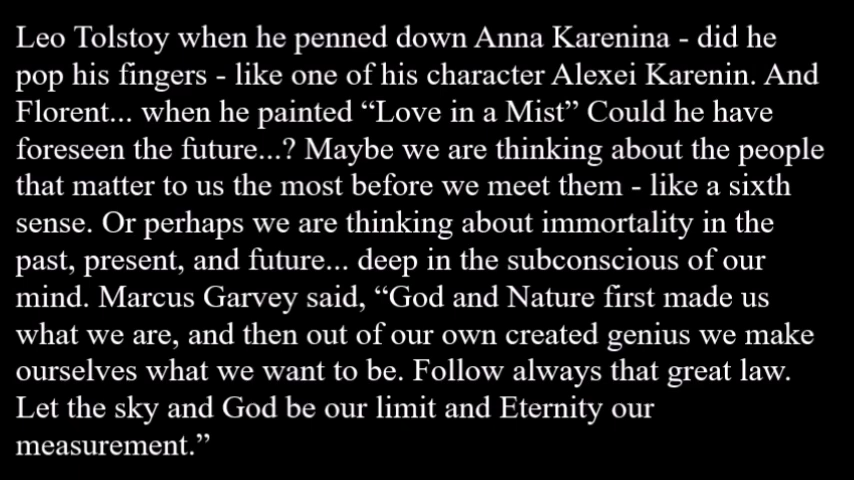 Leo Tolstoy when he penned down Anna Karenina - did he
pop his fingers - like one of his character Alexei Karenin. And
Florent... when he painted “Love in a Mist” Could he have
foreseen the future...? Maybe we are thinking about the people
that matter to us the most before we meet them - like a sixth
sense. Or perhaps we are thinking about immortality in the
past, present, and future... deep in the subconscious of our
mind. Marcus Garvey said, “God and Nature first made us
what we are, and then out of our own created genius we make
ourselves what we want to be. Follow always that great law.
Let the sky and God be our limit and Eternity our
measurement.”